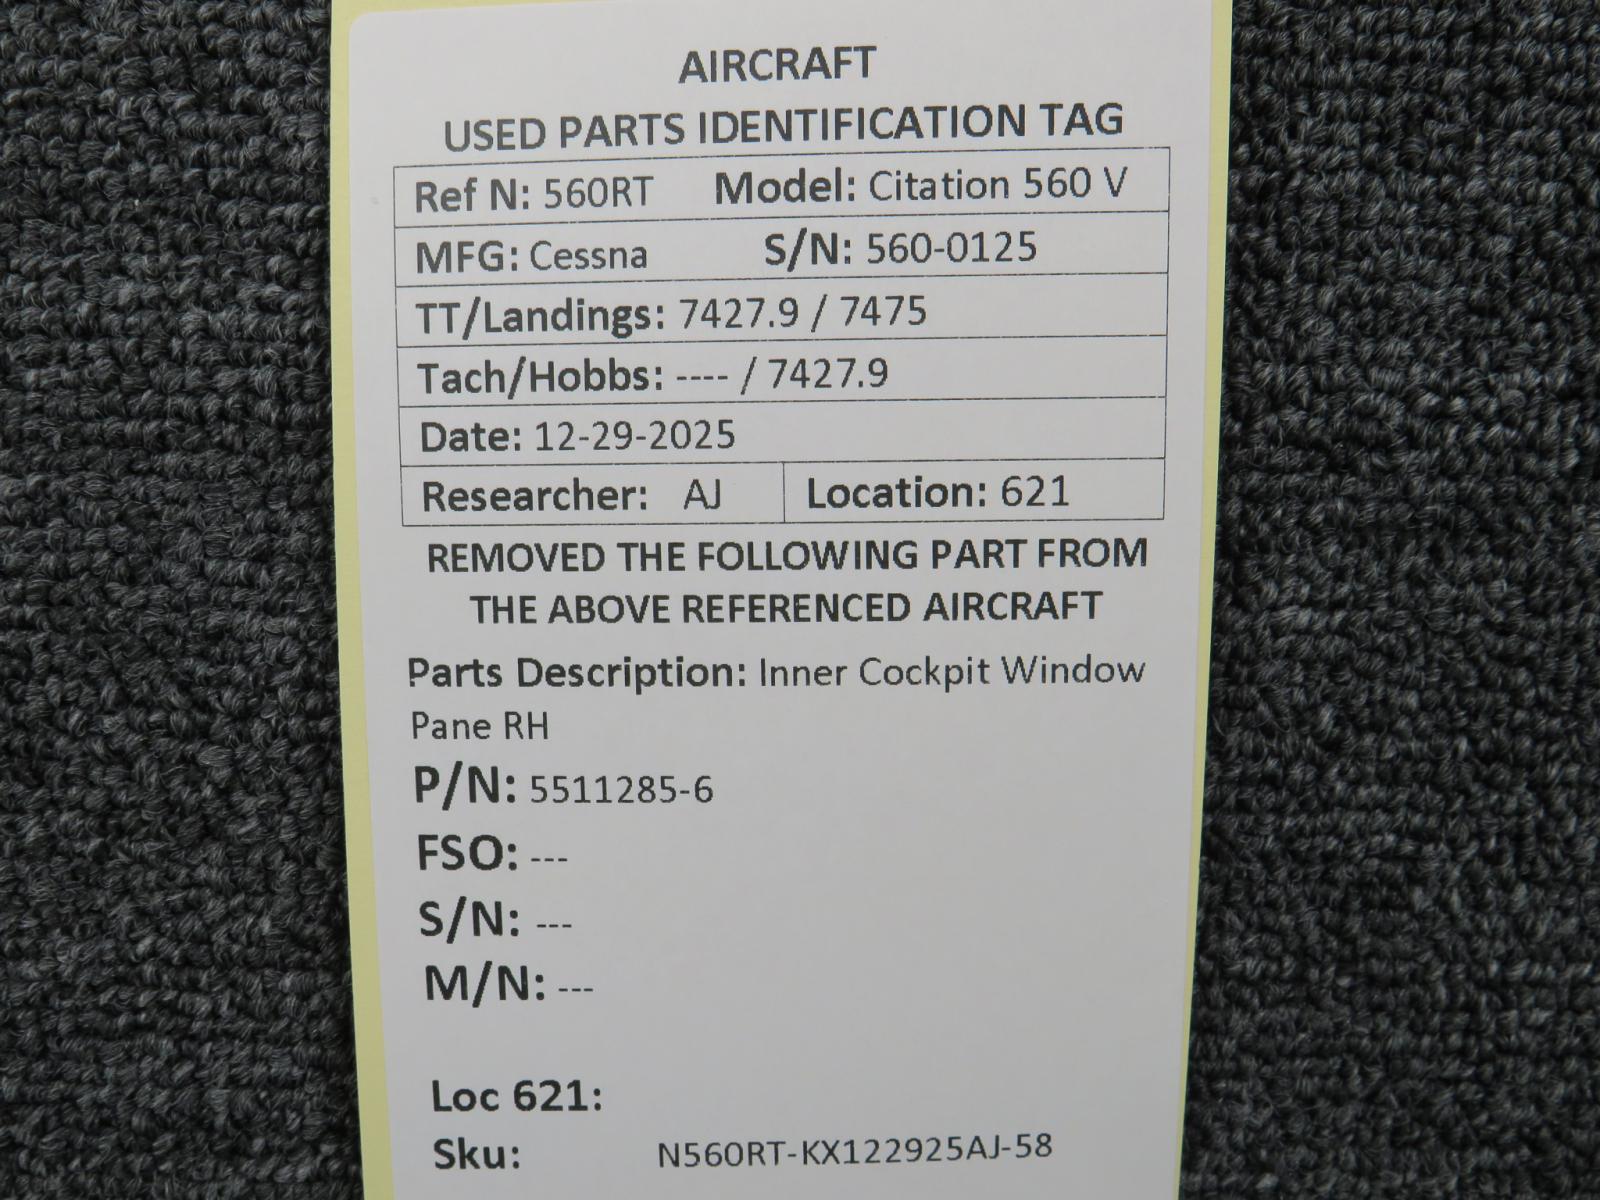 AIRCRAFT
USED PARTS IDENTIFICATION TAG
Ref N: 560RT Model: Citation 560 V
MFG: Cessna S/N: 560-0125
TT/Landings: 7427.9 / 7475
Tach/Hobbs: ---- / 7427.9
Date: 12-29-2025
Researcher: AJ Location: 621
REMOVED THE FOLLOWING PART FROM
THE ABOVE REFERENCED AIRCRAFT
Parts Description: Inner Cockpit Window
Pane RH
P/N: 5511285-6
FSO: ---
S/N: ---
M/N: ---
Loc 621:
Sku: N560RT-KX122925AJ-58